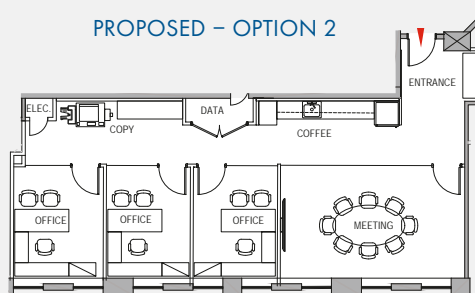 PROPOSED – OPTION 2
ENTRANCE
ELEC.
DATA
COPY
COFFEE
OFFICE
OFFICE
OFFICE
MEETING